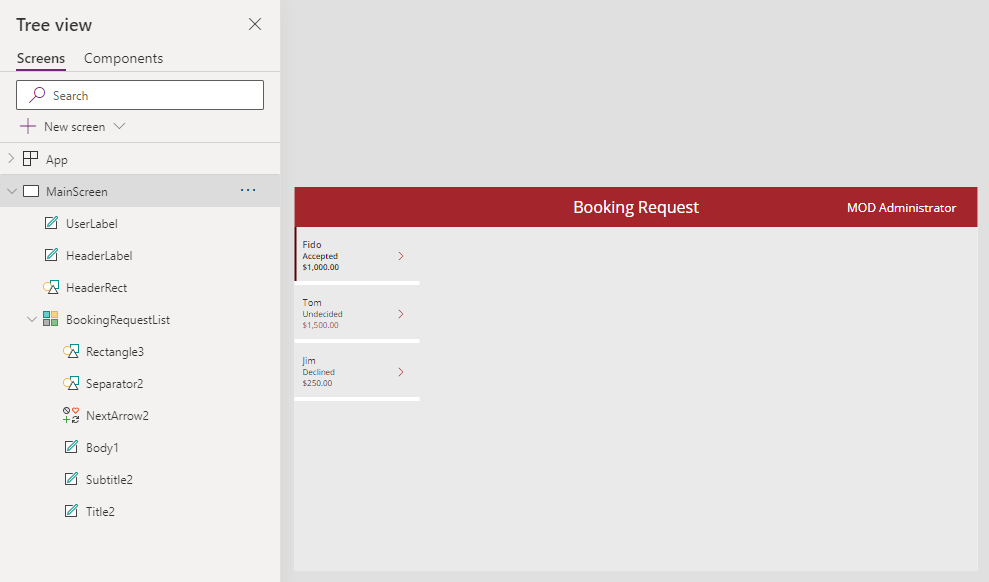 Tree view
Screens Components
Search
New screen
App
MainScreen
UserLabel
HeaderLabel
HeaderRect
BookingRequestList
Rectangle3
Separator2
NextArrow2
Body1
Subtitle2
Title2
Booking Request MOD Administrator
Fido
Accepted
$1,000.00
Tom
Undecided
$1,500.00
Jim
Declined
$250.00